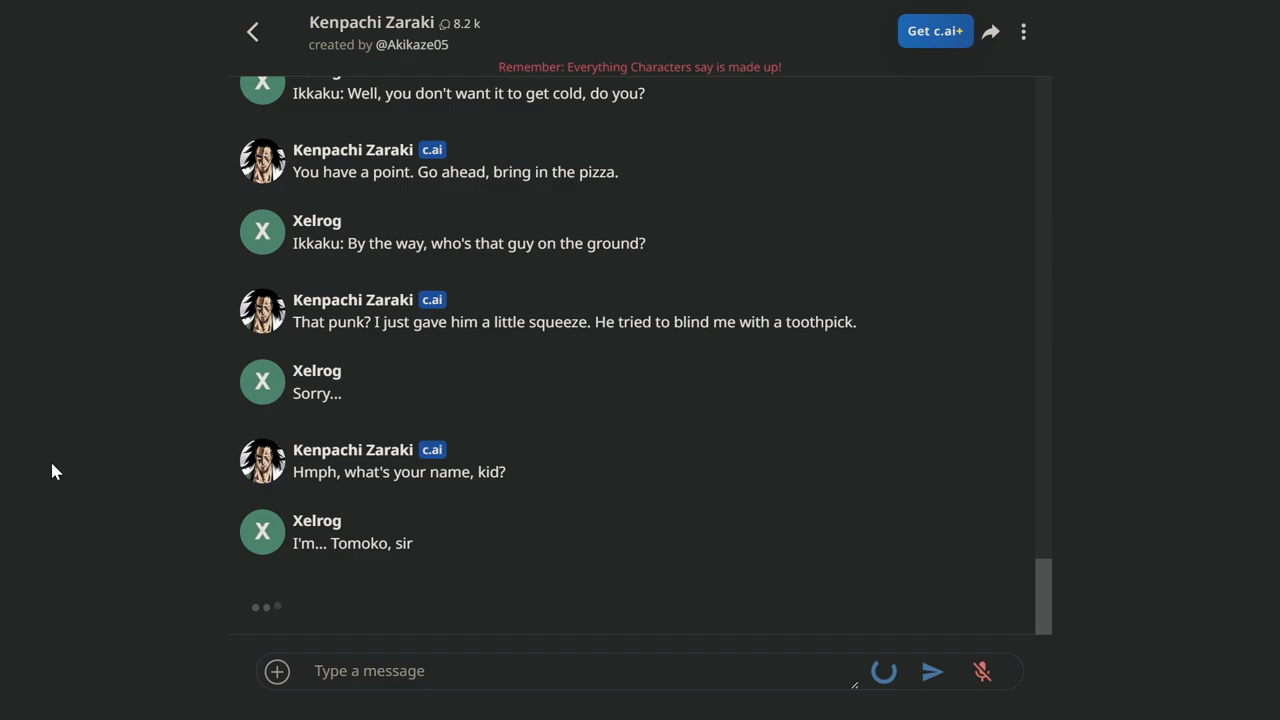 Kenpachi Zaraki 8.2 k
created by @Akikaze05
Get c.ai+
Remember: Everything Characters say is made up!
X
Ikkaku: Well, you don't want it to get cold, do you?
Kenpachi Zaraki c.ai
You have a point. Go ahead, bring in the pizza.
X
Xelrog
Ikkaku: By the way, who's that guy on the ground?
Kenpachi Zaraki c.ai
That punk? I just gave him a little squeeze. He tried to blind me with a toothpick.
X
Xelrog
Sorry...
Kenpachi Zaraki c.ai
Hmph, what's your name, kid?
X
Xelrog
I'm... Tomoko, sir
Type a message